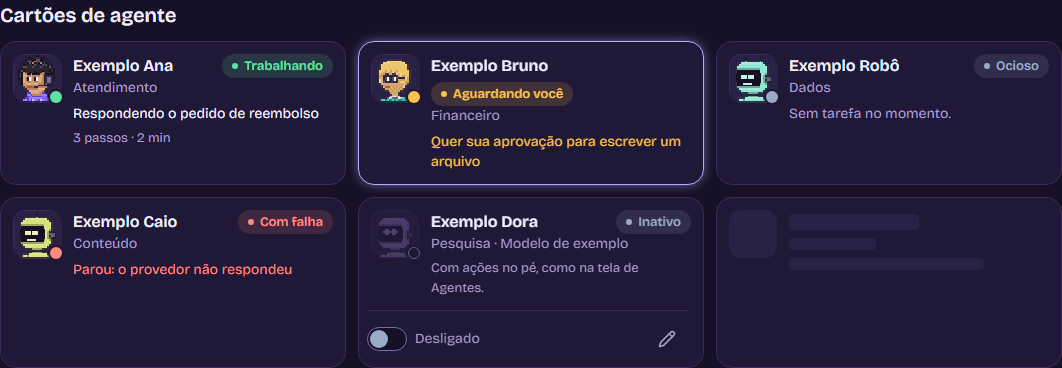 Cartões de agente
Exemplo Ana
Trabalhando
Atendimento
Respondendo o pedido de reembolso
3 passos · 2 min
Exemplo Bruno
Aguardando você
Financeiro
Quer sua aprovação para escrever um
arquivo
Exemplo Robô
Ocioso
Dados
Sem tarefa no momento.
Exemplo Caio
Com falha
Conteúdo
Parou: o provedor não respondeu
Exemplo Dora
Inativo
Pesquisa · Modelo de exemplo
Com ações no pé, como na tela de
Agentes.
Desligado